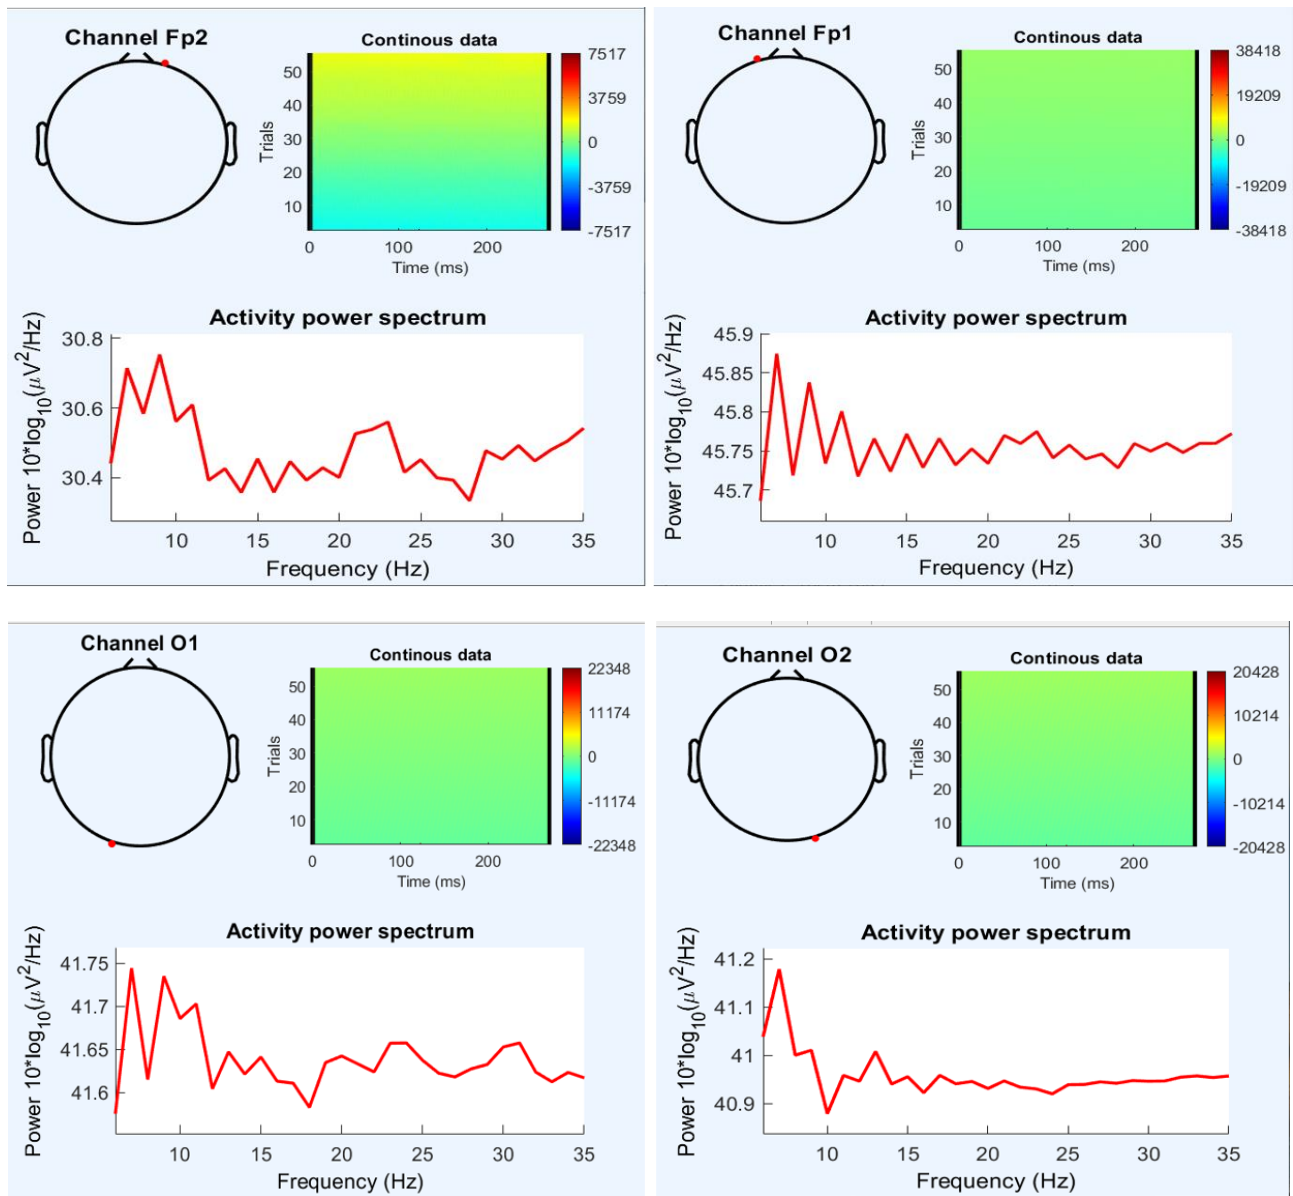 Channel Fp2
Continous data
7517
3759
0
-3759
-7517
Trials
50
40
30
20
10
0 100 200
Time (ms)
Activity power spectrum
Power 10*log10(μV2/Hz)
30.8
30.6
30.4
10 15 20 25 30 35
Frequency (Hz)
Channel Fp1
Continous data
38418
19209
0
-19209
-38418
Trials
50
40
30
20
10
0 100 200
Time (ms)
Activity power spectrum
Power 10*log10(μV2/Hz)
45.9
45.85
45.8
45.75
45.7
10 15 20 25 30 35
Frequency (Hz)
Channel O1
Continous data
22348
11174
0
-11174
-22348
Trials
50
40
30
20
10
0 100 200
Time (ms)
Activity power spectrum
Power 10*log10(μV2/Hz)
41.75
41.7
41.65
41.6
10 15 20 25 30 35
Frequency (Hz)
Channel O2
Continous data
20428
10214
0
-10214
-20428
Trials
50
40
30
20
10
0 100 200
Time (ms)
Activity power spectrum
Power 10*log10(μV2/Hz)
41.2
41.1
41
40.9
10 15 20 25 30 35
Frequency (Hz)